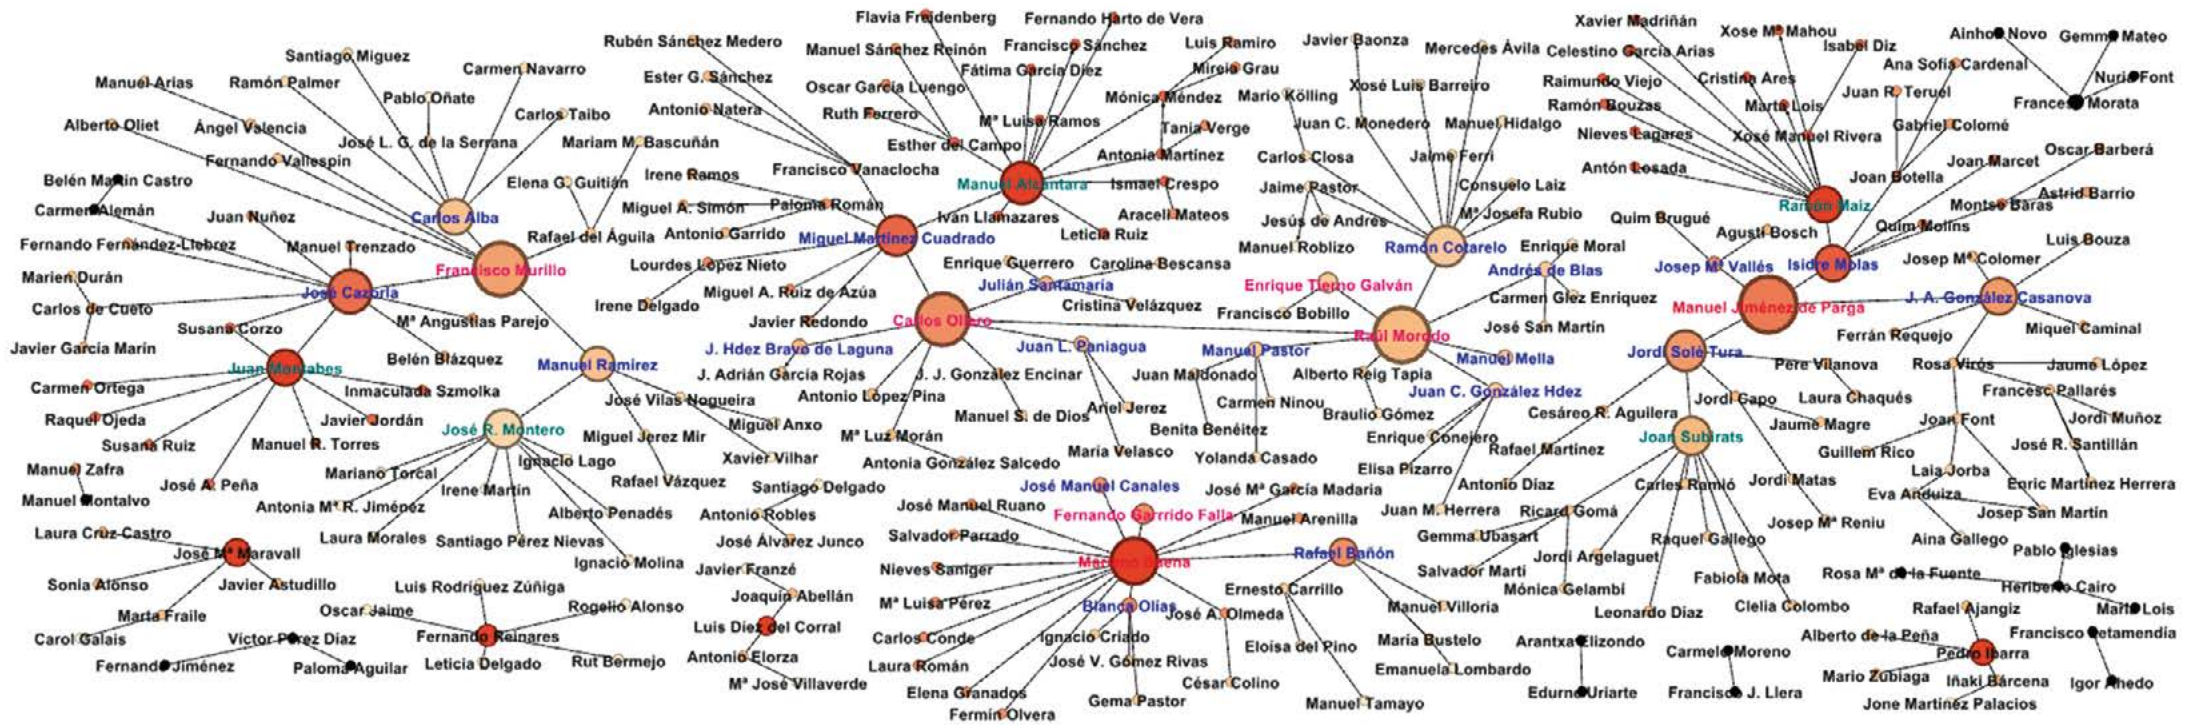 Flavia Freidenberg
Fernando Harto de Vera
Xavier Madriñán
Xose Mª Mahou
Ainhoa Novo
Gemma Mateo
Santiago Miguez
Rubén Sánchez Medero
Manuel Sánchez Reinón
Francisco Sánchez
Luis Ramiro
Javier Baonza
Mercedes Ávila
Celestino García Arias
Isabel Diz
Ana Sofía Cardenal
Nuria Font
Manuel Arias
Ramón Palmer
Carmen Navarro
Ester G. Sánchez
Oscar García Luengo
Fátima García Díez
Mireia Grau
Xosé Luis Barreiro
Raimundo Viejo
Cristina Ares
Juan R. Teruel
Francesc Morata
Pablo Oñate
Antonio Natera
Ruth Ferrero
Mónica Méndez
Mario Kölling
Ramón Bouzas
Marta Lois
Alberto Oliet
Ángel Valencia
Carlos Taibo
Mª Luisa Ramos
Tania Verge
Juan C. Monedero
Manuel Hidalgo
Nieves Lagares
Xosé Manuel Rivera
Gabriel Colomé
José L. G. de la Serrana
Mariam M. Bascuñán
Esther del Campo
Antonia Martínez
Carlos Closa
Jaime Ferri
Antón Losada
Joan Marcet
Oscar Barberá
Fernando Vallespín
Francisco Vanaclocha
Joan Botella
Belén Martín Castro
Elena G. Guitián
Irene Ramos
Manuel Alcántara
Ismael Crespo
Jaime Pastor
Consuelo Laiz
Ramón Maiz
Astrid Barrio
Carmen Alemán
Juan Nuñez
Carlos Alba
Miguel A. Simón
Paloma Román
Iván Llamazares
Araceli Mateos
Jesús de Andrés
Mª Josefa Rubio
Quim Brugué
Montse Baras
Fernando Fernández-Llebrez
Manuel Trenzado
Rafael del Águila
Antonio Garrido
Miguel Martínez Cuadrado
Leticia Ruiz
Manuel Roblizo
Ramón Cotarelo
Enrique Moral
Agustí Bosch
Quim Molins
Luis Bouza
Marien Durán
Francisco Murillo
Lourdes López Nieto
Enrique Guerrero
Carolina Bescansa
Andrés de Blas
Josep Mª Vallés
Isidre Molas
Josep Mª Colomer
José Cazorla
Miguel A. Ruiz de Azúa
Julián Santamaría
Enrique Tierno Galván
Carmen Glez Enriquez
Manuel Jiménez de Parga
J. A. González Casanova
Carlos de Cueto
Mª Angustias Parejo
Irene Delgado
Javier Redondo
Carlos Ollero
Cristina Velázquez
Francisco Bobillo
Raúl Morodo
José San Martín
Ferrán Requejo
Miquel Caminal
Susana Corzo
Javier García Marín
Belén Blázquez
J. Hdez Bravo de Laguna
Juan L. Paniagua
Manuel Pastor
Manuel Mella
Jordi Solé Tura
Pere Vilanova
Rosa Virós
Jaume López
Juan Montabes
Manuel Ramírez
J. Adrián García Rojas
J. J. González Encinar
Juan Maldonado
Alberto Reig Tapia
Juan C. González Hdez
Carmen Ortega
Inmaculada Szmolka
José Vilas Nogueira
Antonio López Pina
Manuel S. de Dios
Ariel Jerez
Carmen Ninou
Braulio Gómez
Cesáreo R. Aguilera
Jordi Capo
Laura Chaqués
Francesc Pallarés
Raquel Ojeda
Javier Jordán
José R. Montero
Miguel Jerez Mir
Miguel Anxo
Mª Luz Morán
Benita Benéitez
Enrique Conejero
Joan Subirats
Jaume Magre
Joan Font
Jordi Muñoz
Susana Ruiz
Manuel R. Torres
Ignacio Lago
Xavier Vilhar
Antonia González Salcedo
María Velasco
Yolanda Casado
Elisa Pizarro
Rafael Martínez
Guillem Rico
José R. Santillán
Manuel Zafra
José A. Peña
Mariano Torcal
Irene Martín
Rafael Vázquez
Santiago Delgado
José Manuel Canales
José Mª García Madaria
Antonio Díaz
Carles Ramió
Jordi Matas
Laia Jorba
Enric Martínez Herrera
Manuel Montalvo
Antonia Mª R. Jiménez
Alberto Penadés
Antonio Robles
José Manuel Ruano
Fernando Garrrido Falla
Manuel Arenilla
Juan M. Herrera
Ricard Gomá
Josep Mª Reniu
Eva Anduiza
Josep San Martín
Laura Cruz-Castro
José Mª Maravall
Laura Morales
Santiago Pérez Nievas
José Álvarez Junco
Salvador Parrado
Mariano Baena
Rafael Bañón
Gemma Ubasart
Jordi Argelaguet
Raquel Gallego
Aina Gallego
Pablo Iglesias
Sonia Alonso
Javier Astudillo
Ignacio Molina
Javier Franzé
Nieves Saniger
Ernesto Carrillo
Salvador Martí
Mónica Gelambí
Fabiola Mota
Rosa Mª de la Fuente
Heriberto Cairo
Marta Fraile
Luis Rodríguez Zúñiga
Oscar Jaime
Rogelio Alonso
Joaquín Abellán
Mª Luisa Pérez
Blanca Olías
José A. Olmeda
Manuel Villoria
Leonardo Díaz
Clelia Colombo
Rafael Ajangiz
Marta Lois
Carol Galais
Víctor Pérez Díaz
Fernando Reinares
Luis Díez del Corral
Carlos Conde
Ignacio Criado
Eloísa del Pino
María Bustelo
Arantxa Elizondo
Carmelo Moreno
Alberto de la Peña
Pedro Ibarra
Francisco Letamendia
Fernando Jiménez
Paloma Aguilar
Leticia Delgado
Rut Bermejo
Antonio Elorza
Laura Román
José V. Gómez Rivas
César Colino
Emanuela Lombardo
Mario Zubiaga
Iñaki Bárcena
Igor Ahedo
Mª José Villaverde
Elena Granados
Gema Pastor
Manuel Tamayo
Edurne Uriarte
Francisco J. Llera
Jone Martínez Palacios
Fermín Olvera